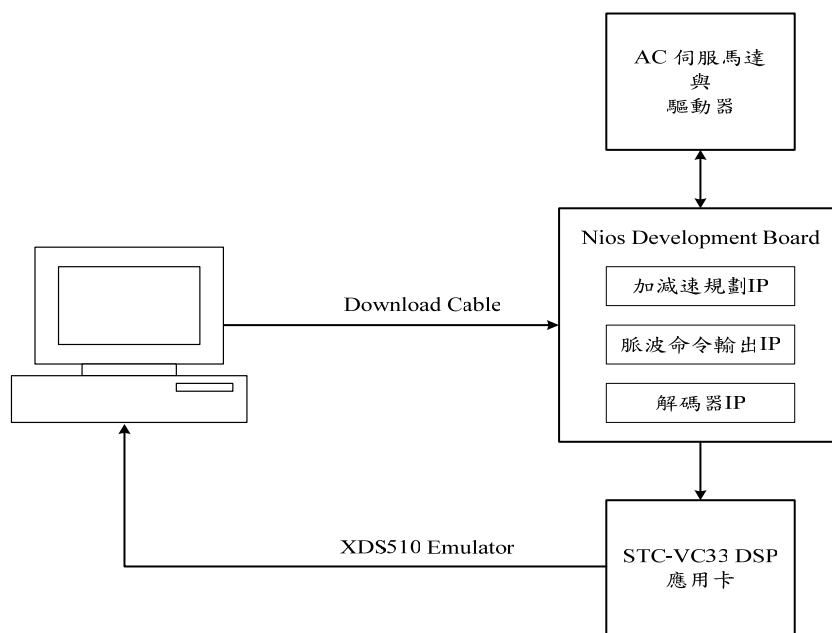 AC 伺服馬達
與
驅動器
Nios Development Board
加減速規劃IP
Download Cable
脈波命令輸出IP
解碼器IP
XDS510 Emulator
STC-VC33 DSP
應用卡